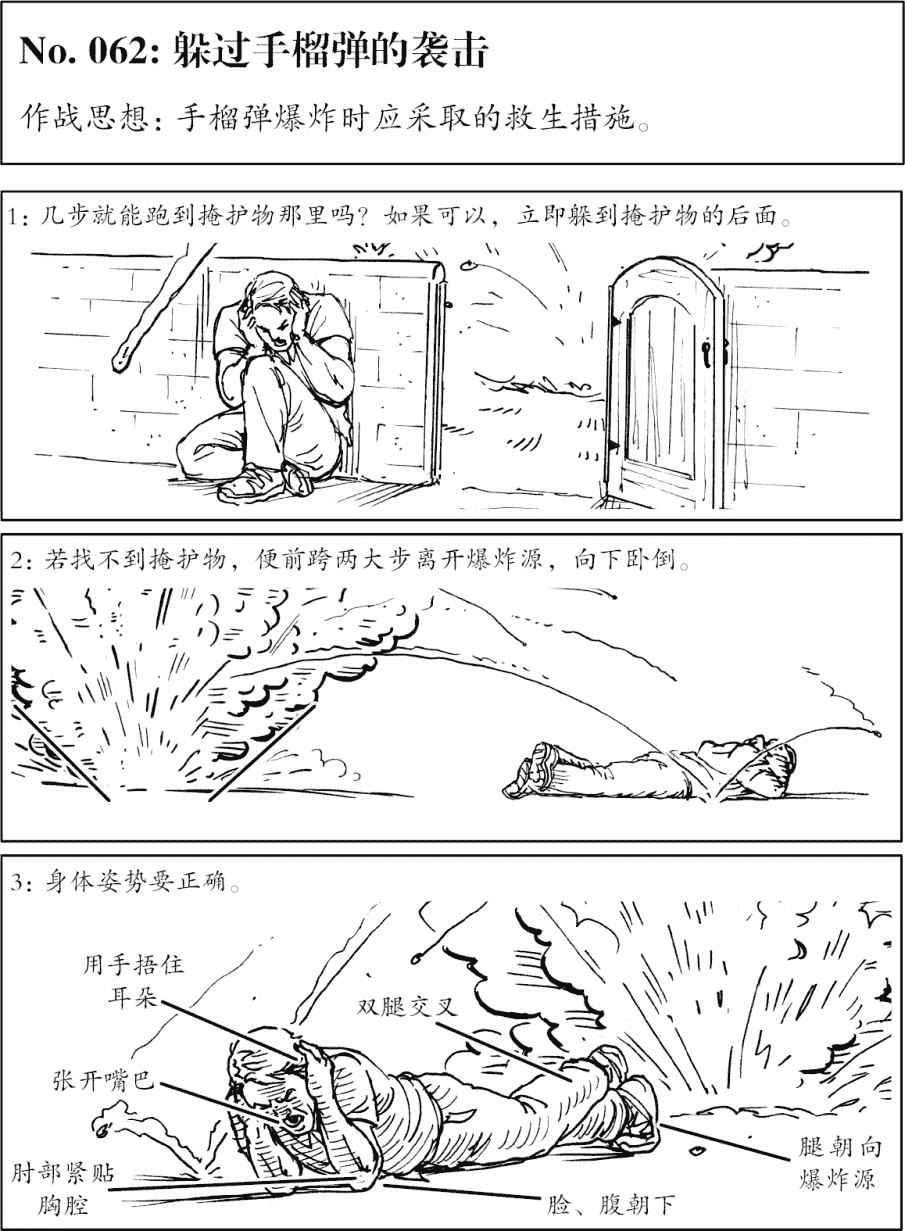 No. 062: 躲过手榴弹的袭击
作战思想：手榴弹爆炸时应采取的救生措施。
1: 几步就能跑到掩护物那里吗？如果可以，立即躲到掩护物的后面。
2: 若找不到掩护物，便前跨两大步离开爆炸源，向下卧倒。
3: 身体姿势要正确。
用手捂住
耳朵
双腿交叉
张开嘴巴
肘部紧贴
胸腔
脸、腹朝下
腿朝向
爆炸源